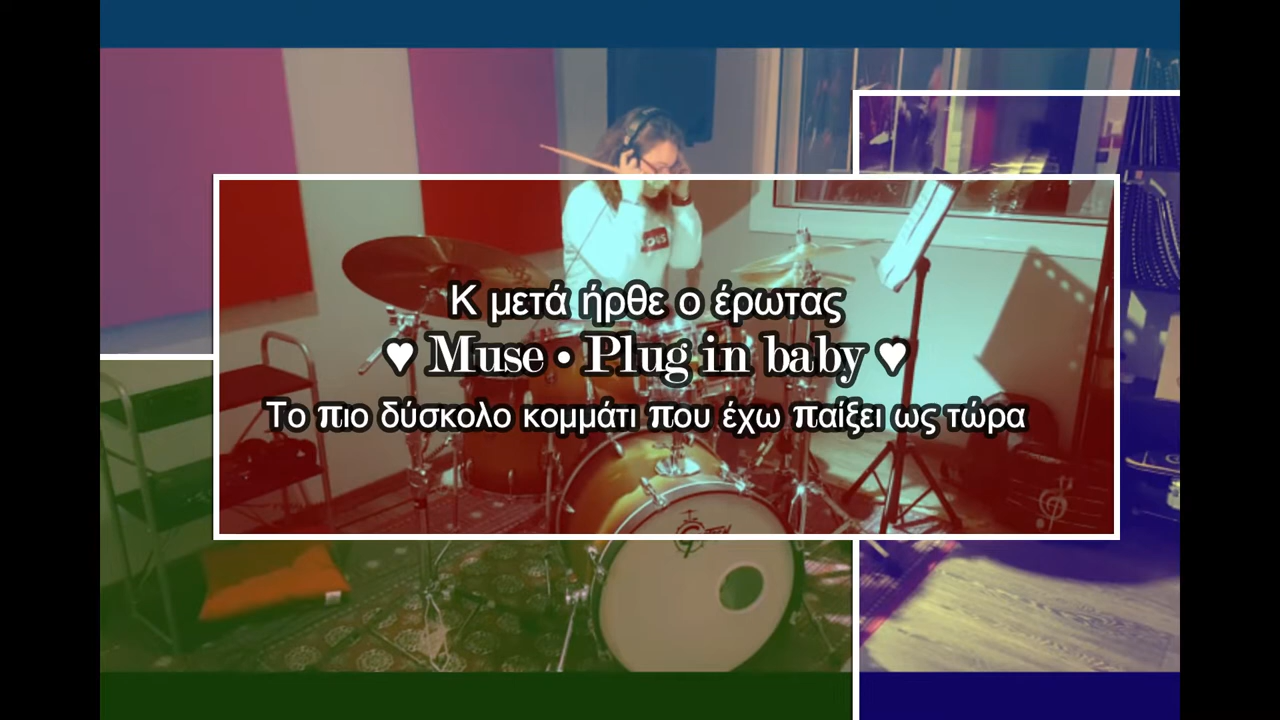 Κ μετά ήρθε ο έρωτας
♥ Muse • Plug in baby ♥
Το πιο δύσκολο κομμάτι που έχω παίξει ως τώρα